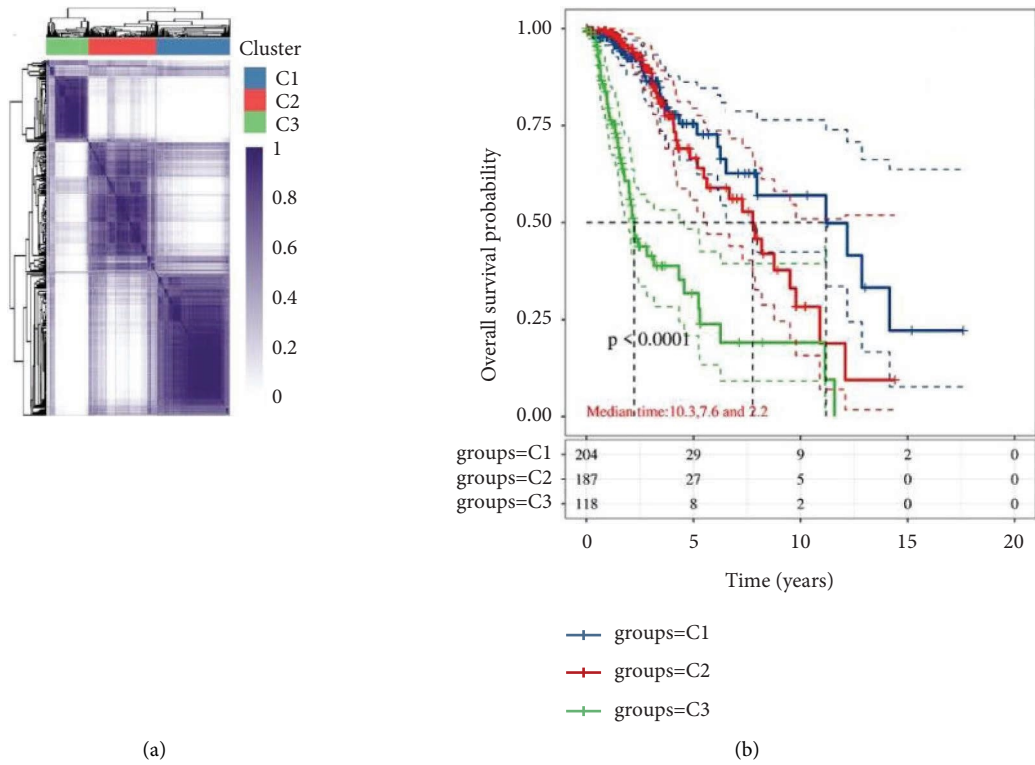 Cluster
C1
C2
C3
1
0.8
0.6
0.4
0.2
0
(a)
Overall survival probability
1.00
0.75
0.50
0.25
0.00
p < 0.0001
Median time:10.3,7.6 and 2.2
groups=C1 204 29 9 2 0
groups=C2 187 27 5 0 0
groups=C3 118 8 2 0 0
0 5 10 15 20
Time (years)
groups=C1
groups=C2
groups=C3
(b)